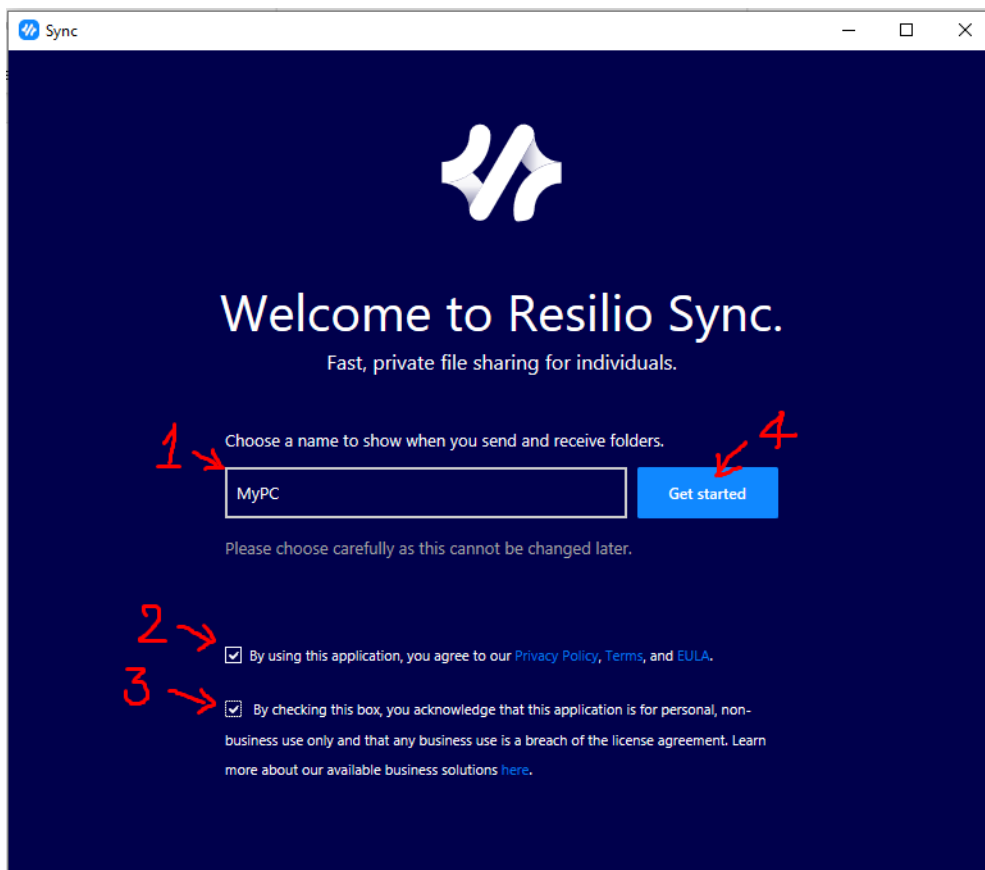 Sync
Welcome to Resilio Sync.
Fast, private file sharing for individuals.
1
Choose a name to show when you send and receive folders.
4
MyPC
Get started
Please choose carefully as this cannot be changed later.
2
By using this application, you agree to our Privacy Policy, Terms, and EULA.
3
By checking this box, you acknowledge that this application is for personal, non-
business use only and that any business use is a breach of the license agreement. Learn
more about our available business solutions here.